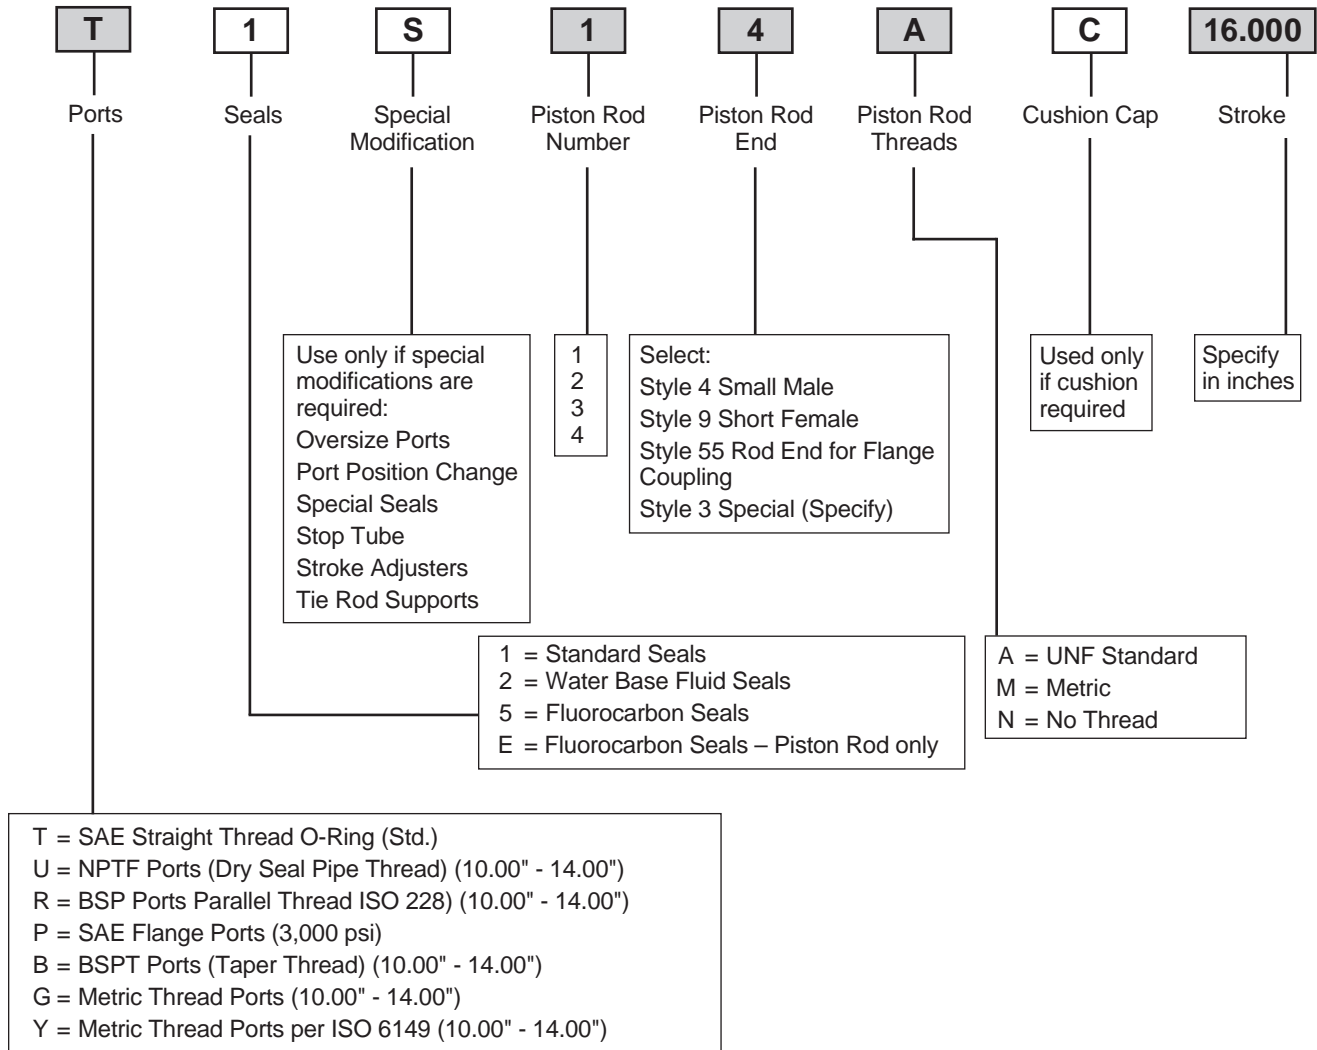 T 1 S 1 4 A C 16.000
Ports
Seals
Special
Modification
Piston Rod
Number
Piston Rod
End
Piston Rod
Threads
Cushion Cap
Stroke
Use only if special
modifications are
required:
Oversize Ports
Port Position Change
Special Seals
Stop Tube
Stroke Adjusters
Tie Rod Supports
1
2
3
4
Select:
Style 4 Small Male
Style 9 Short Female
Style 55 Rod End for Flange
Coupling
Style 3 Special (Specify)
Used only
if cushion
required
Specify
in inches
1 = Standard Seals
2 = Water Base Fluid Seals
5 = Fluorocarbon Seals
E = Fluorocarbon Seals – Piston Rod only
A = UNF Standard
M = Metric
N = No Thread
T = SAE Straight Thread O-Ring (Std.)
U = NPTF Ports (Dry Seal Pipe Thread) (10.00" - 14.00")
R = BSP Ports Parallel Thread ISO 228) (10.00" - 14.00")
P = SAE Flange Ports (3,000 psi)
B = BSPT Ports (Taper Thread) (10.00" - 14.00")
G = Metric Thread Ports (10.00" - 14.00")
Y = Metric Thread Ports per ISO 6149 (10.00" - 14.00")